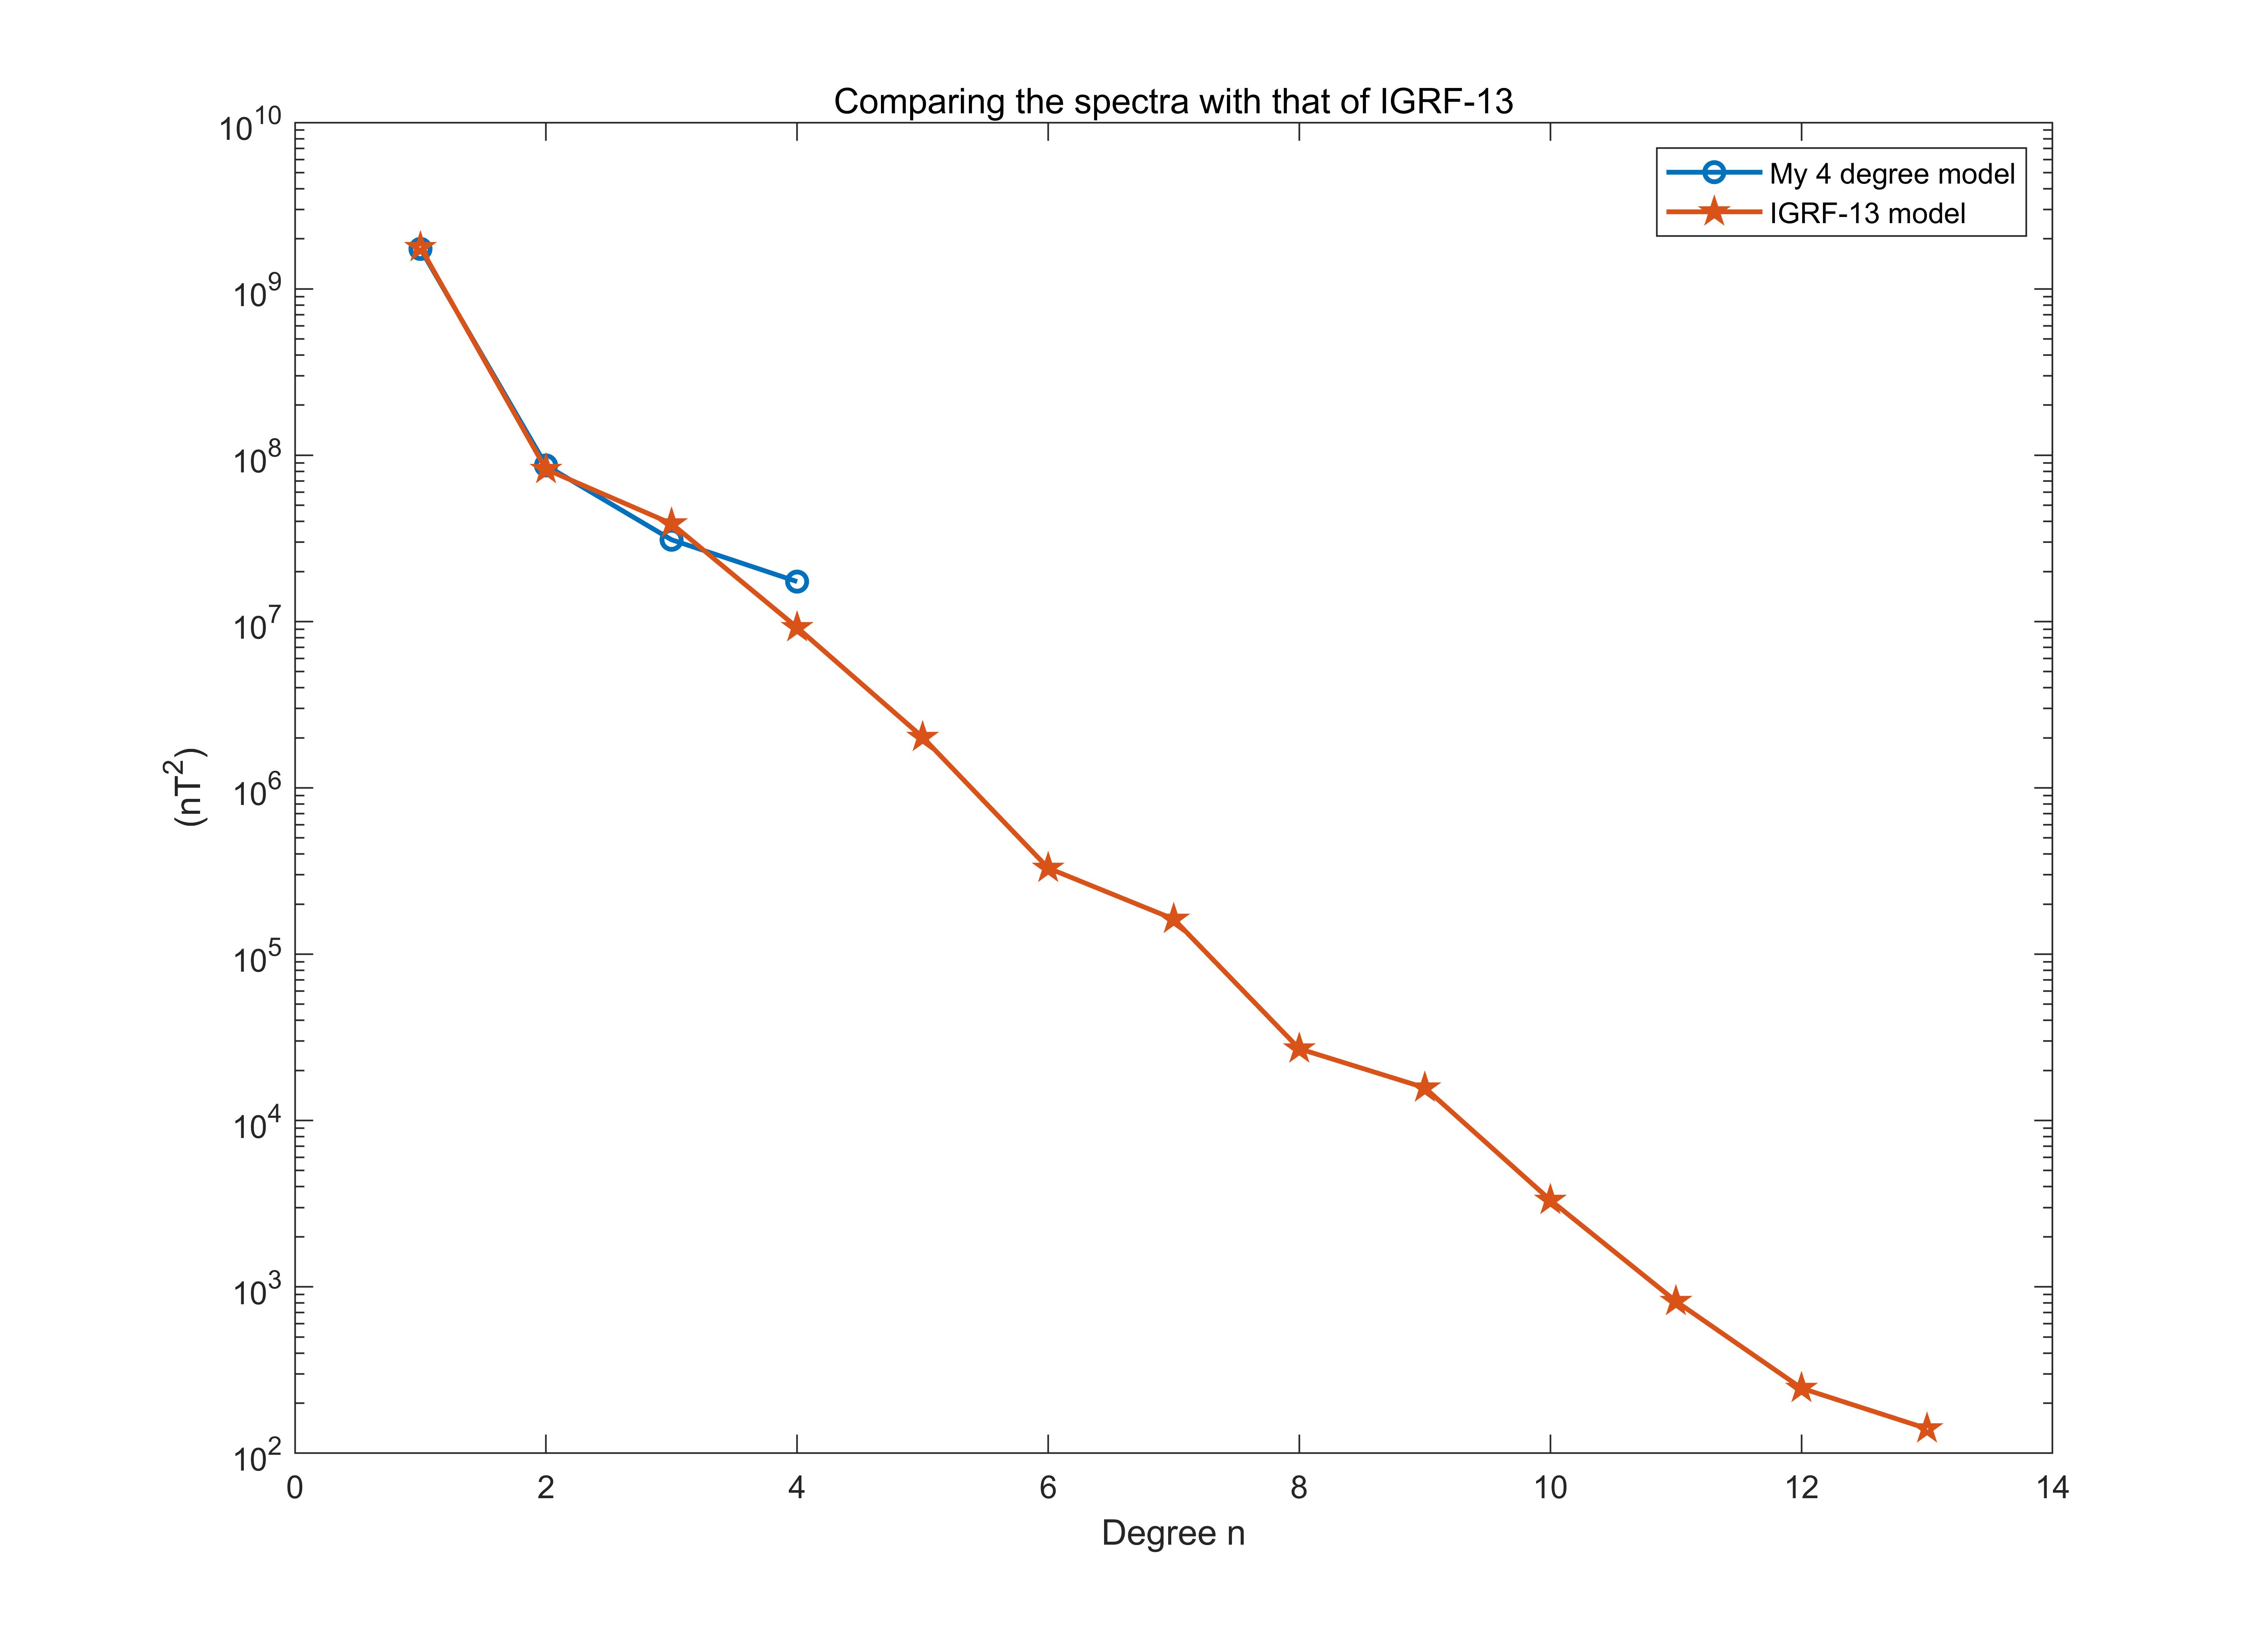 Comparing the spectra with that of IGRF-13
My 4 degree model
IGRF-13 model
10^10
10^9
10^8
10^7
10^6
10^5
10^4
10^3
10^2
(nT^2)
0 2 4 6 8 10 12 14
Degree n